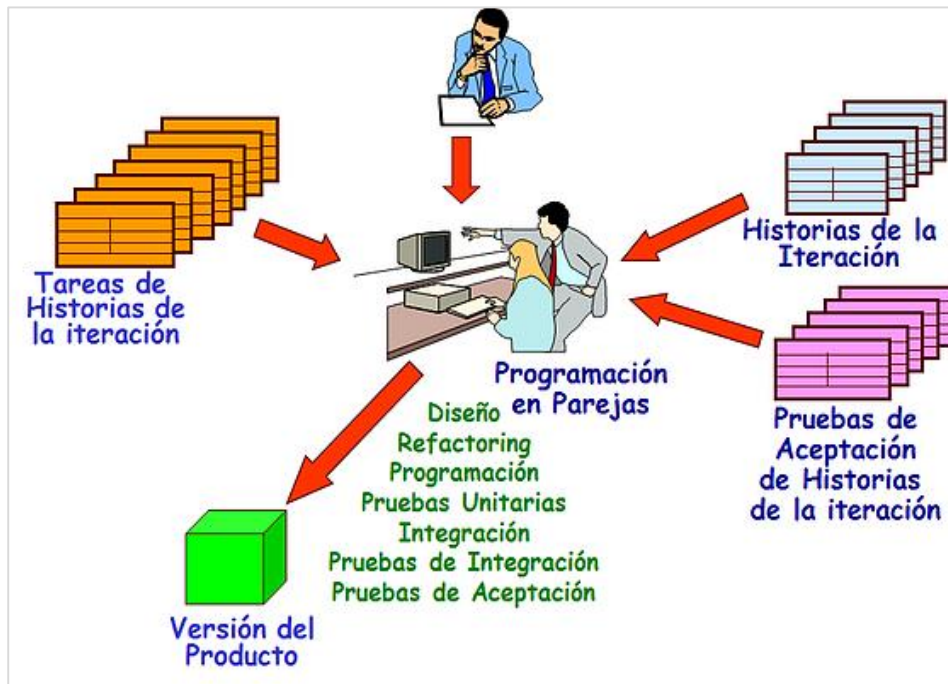 Tareas de
Historias de
la iteración
Historias de la
Iteración
Programación
en Parejas
Pruebas de
Aceptación
de Historias
de la iteración
Diseño
Refactoring
Programación
Pruebas Unitarias
Integración
Pruebas de Integración
Pruebas de Aceptación
Versión del
Producto